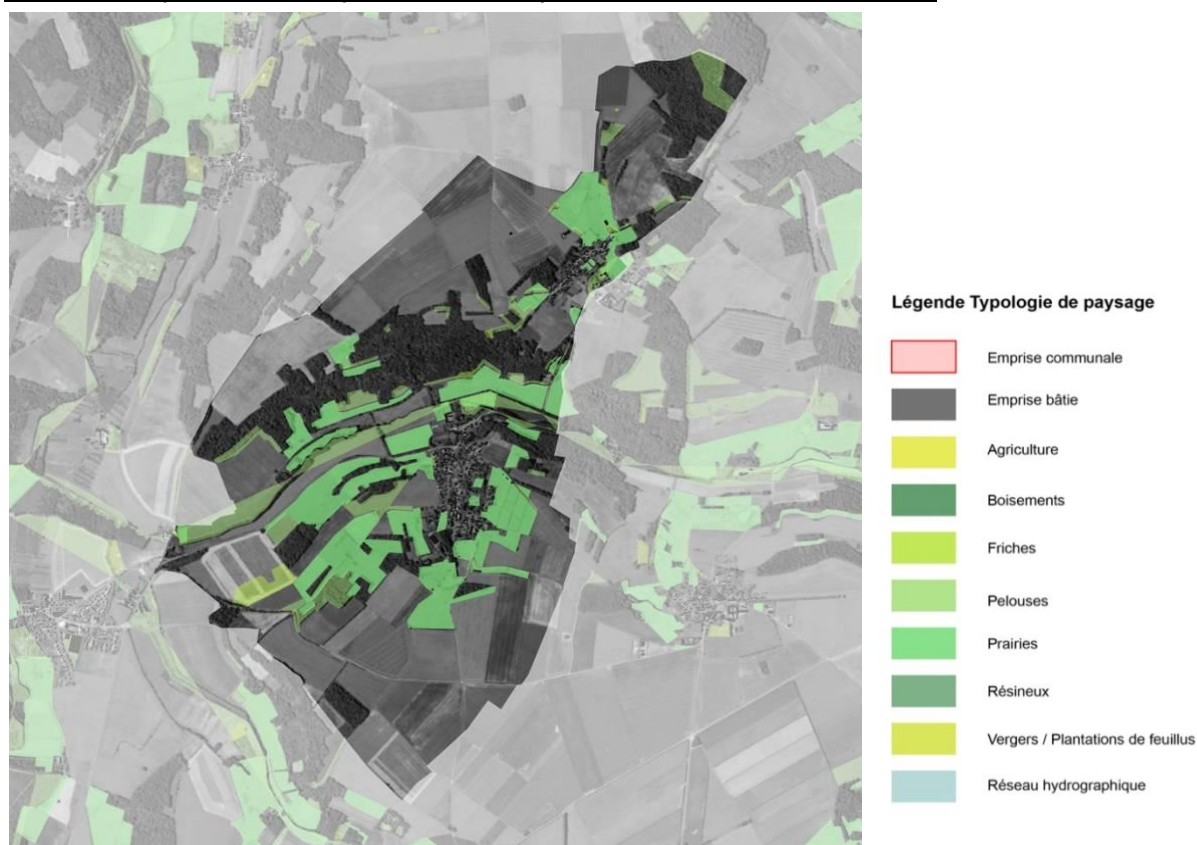 Légende Typologie de paysage
Emprise communale
Emprise bâtie
Agriculture
Boisements
Friches
Pelouses
Prairies
Résineux
Vergers / Plantations de feuillus
Réseau hydrographique